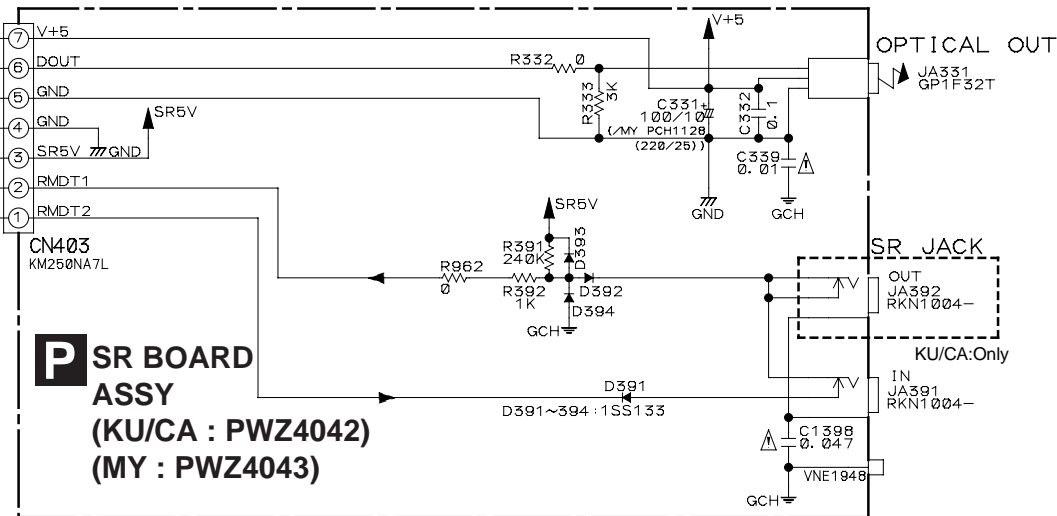 7 V+5
V+5
OPTICAL OUT
6 DOUT
R332 0
JA331
GP1F32T
5 GND
SR5V
R333
3K
C331 +
100/10
(/MY PCH1128
(220/25))
C332
0.1
4 GND
GND
3 SR5V
C339
0.01
!
2 RMDT1
GND
GCH
1 RMDT2
SR5V
CN403
KM250NA7L
R391
240K
D393
SR JACK
R962
0
R392
1K
D392
D394
GCH
OUT
JA392
RKN1004-
KU/CA:Only
P SR BOARD
ASSY
(KU/CA : PWZ4042)
(MY : PWZ4043)
D391
D391~394:1SS133
IN
JA391
RKN1004-
!
C1398
0.047
VNE1948
GCH